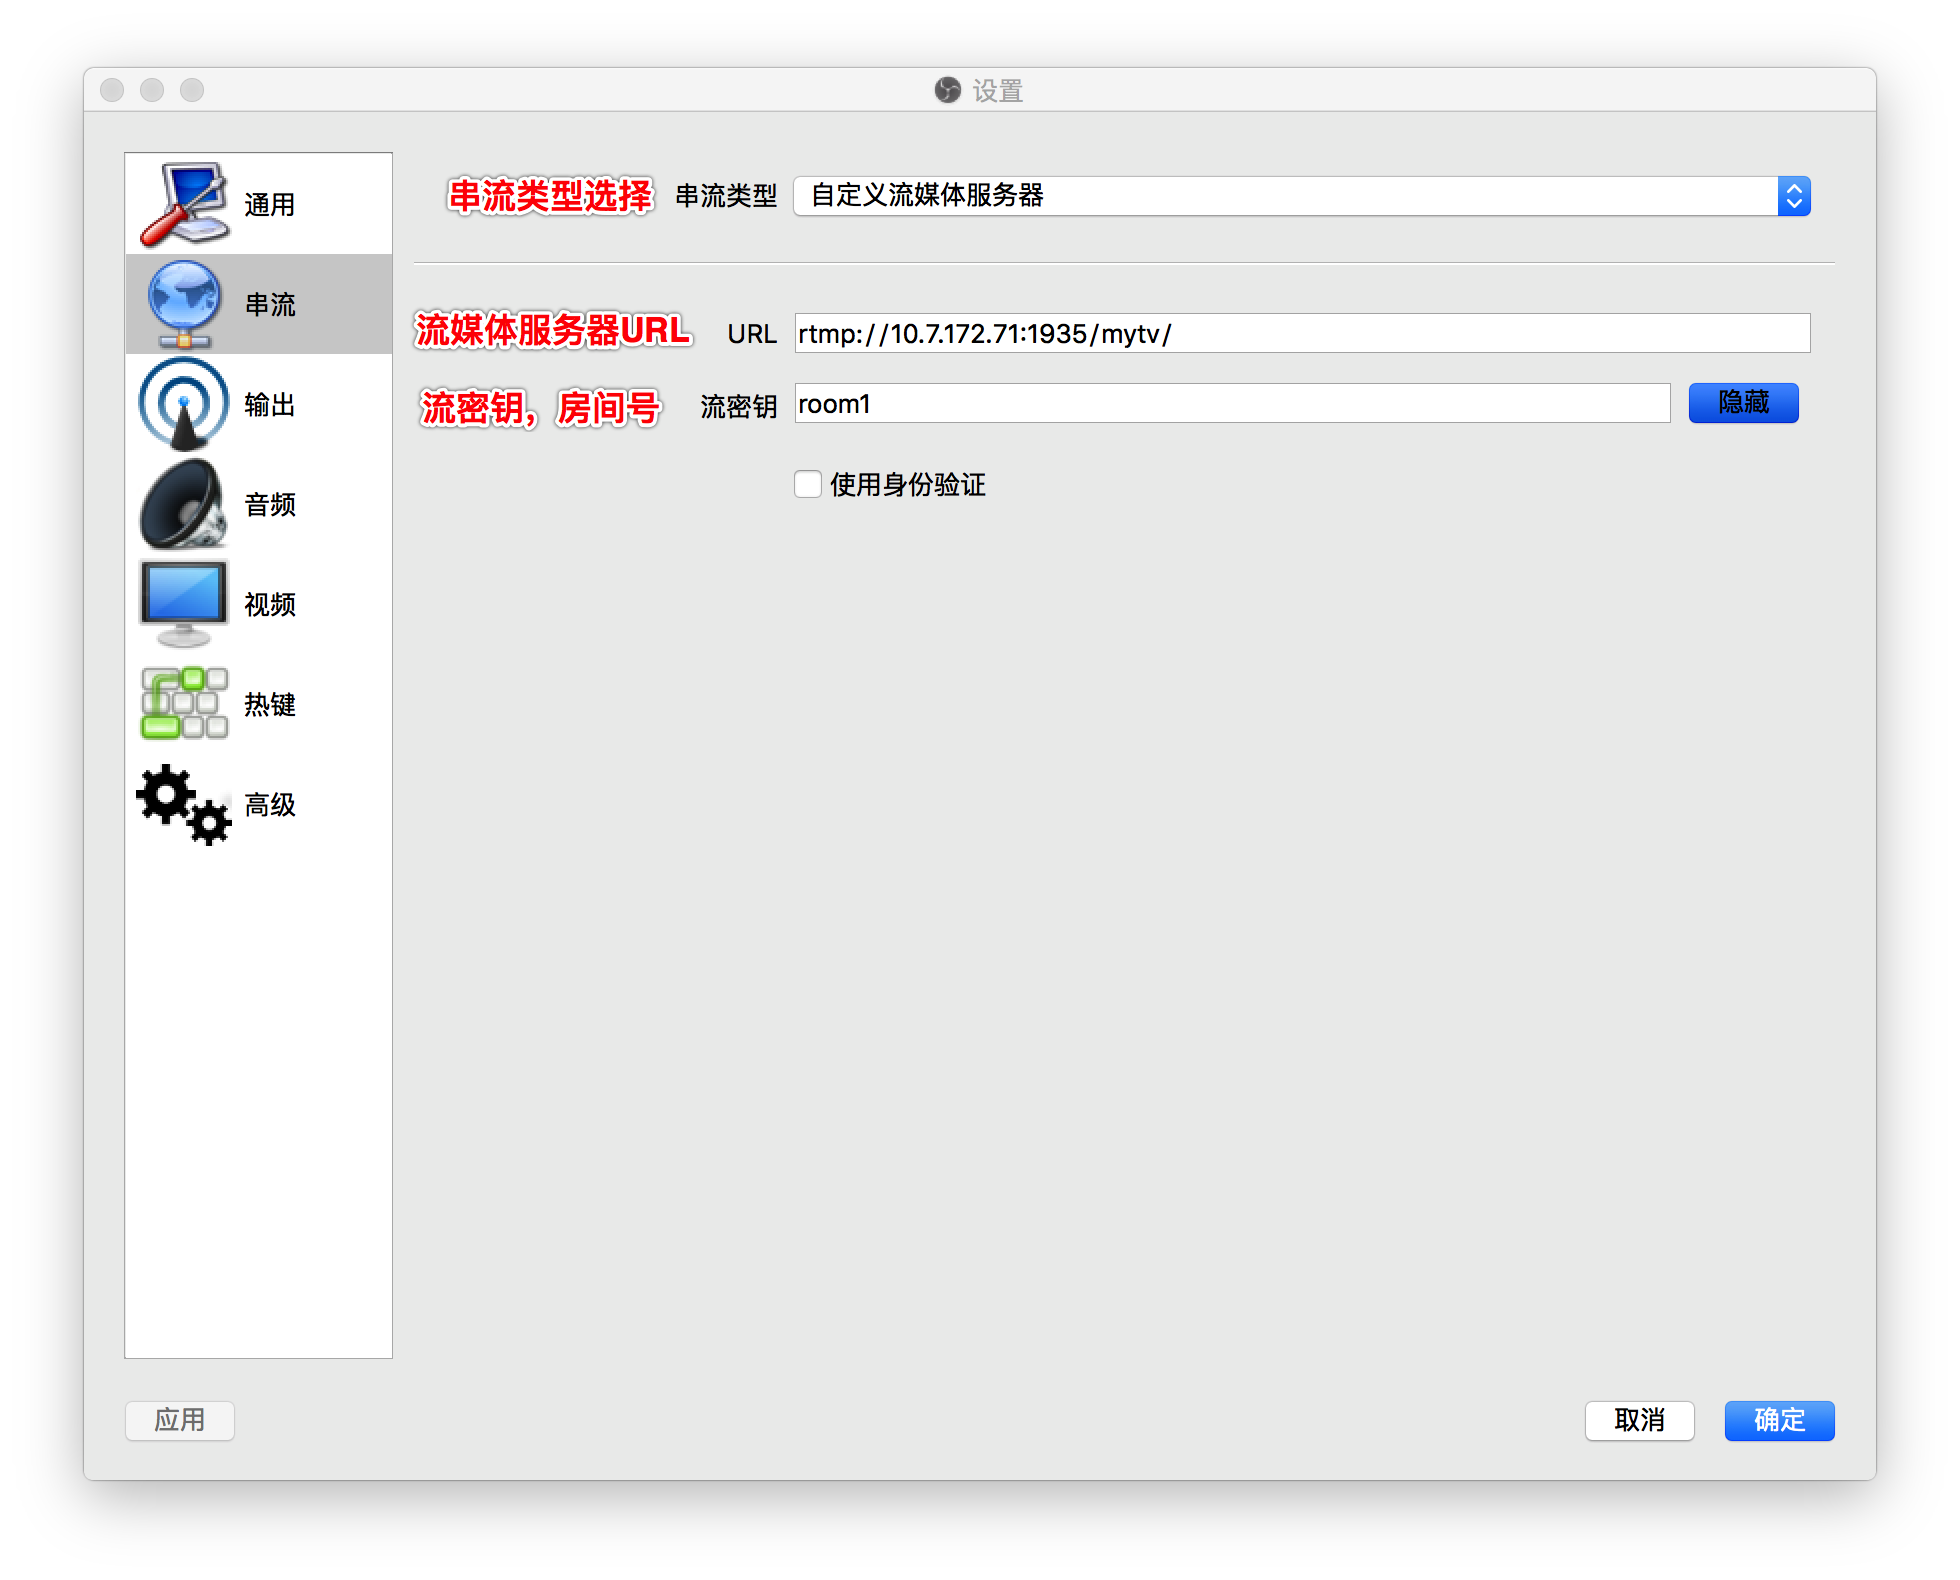 设置
通用
串流
输出
音频
视频
热键
高级
串流类型选择 串流类型 自定义流媒体服务器
流媒体服务器URL URL rtmp://10.7.172.71:1935/mytv/
流密钥，房间号 流密钥 room1 隐藏
使用身份验证
应用 取消 确定